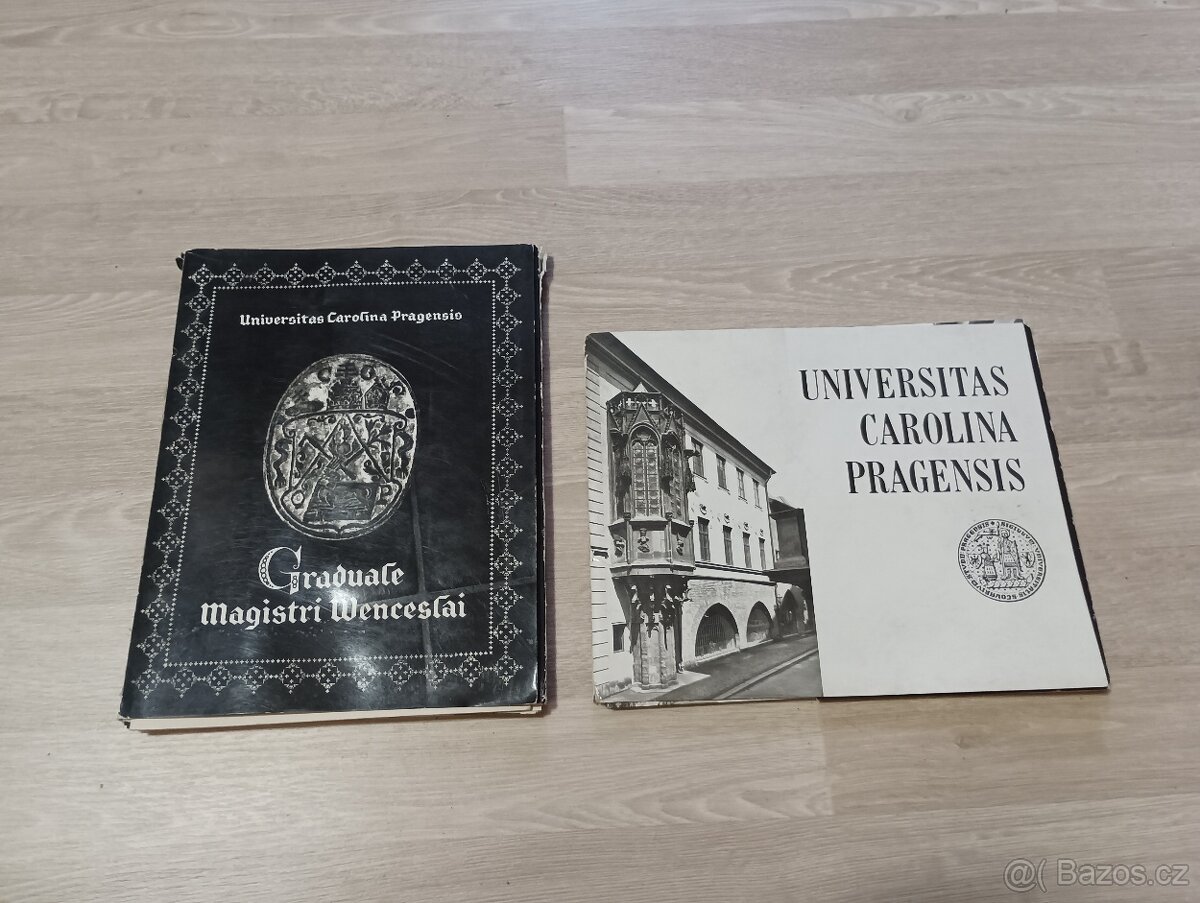 Universitas Carolina Pragensis
Graduale
Magistri Wenceslai
UNIVERSITAS
CAROLINA
PRAGENSIS
@( Bazos.cz